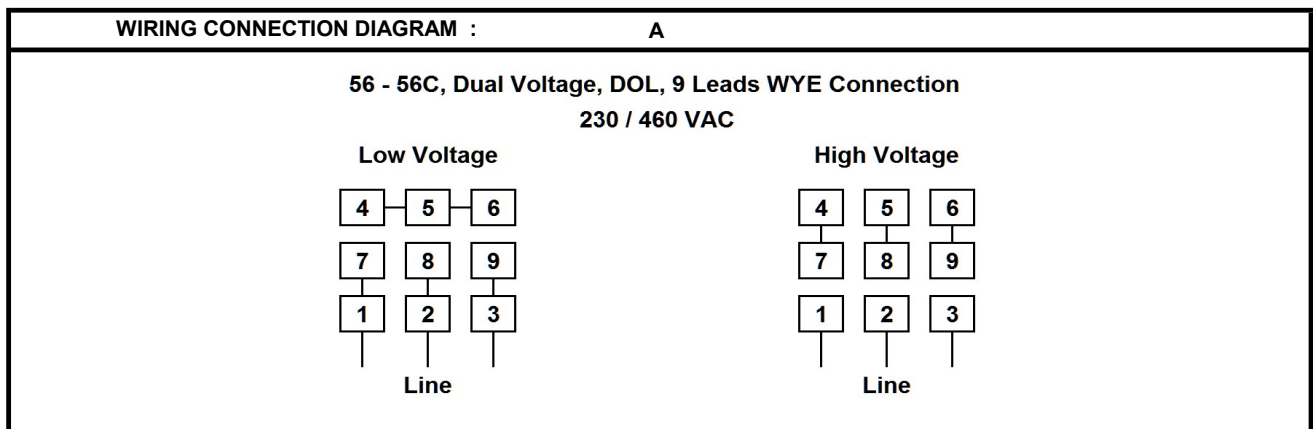 WIRING CONNECTION DIAGRAM : A
56 - 56C, Dual Voltage, DOL, 9 Leads WYE Connection
230 / 460 VAC
Low Voltage High Voltage
4 5 6 4 5 6
7 8 9 7 8 9
1 2 3 1 2 3
Line Line